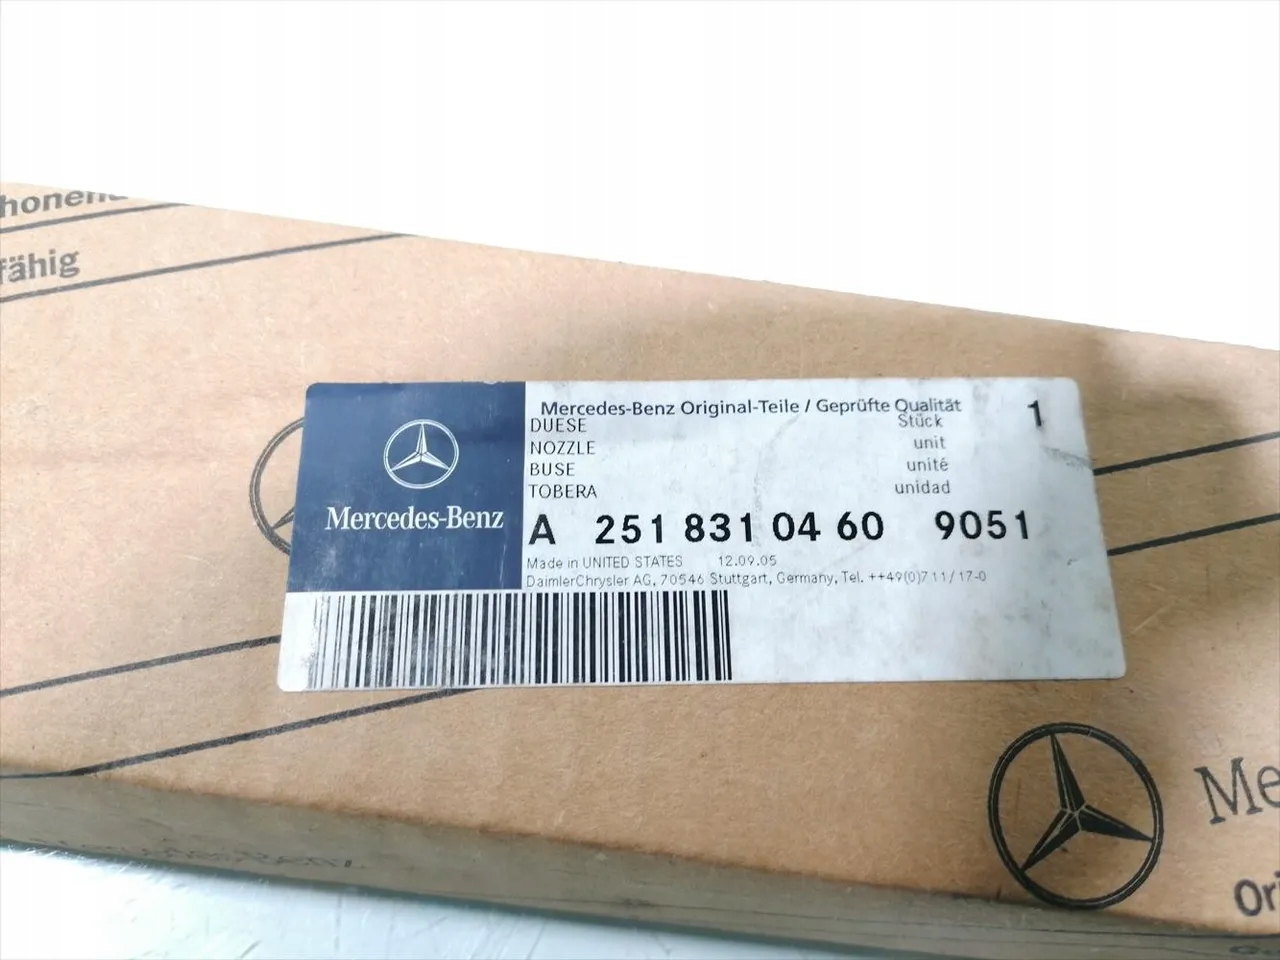 fähig
Mercedes-Benz Original-Teile / Geprüfte Qualität 1
DUESE Stück
NOZZLE unit
BUSE unité
TOBERA unidad
Mercedes-Benz
A 251 831 04 60 9051
Made in UNITED STATES 12.09.05
DaimlerChrysler AG, 70546 Stuttgart, Germany, Tel. ++49(0)711/17-0
Me
Ori